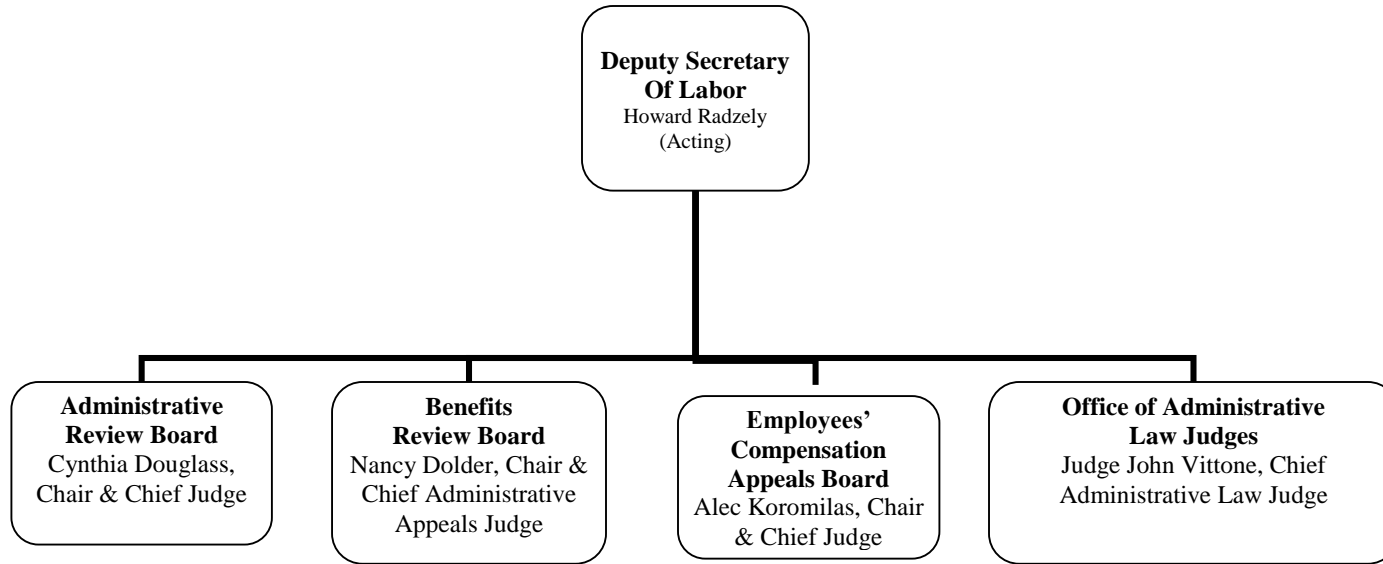 Deputy Secretary
Of Labor
Howard Radzely
(Acting)
Administrative
Review Board
Cynthia Douglass,
Chair & Chief Judge
Benefits
Review Board
Nancy Dolder, Chair &
Chief Administrative
Appeals Judge
Employees’
Compensation
Appeals Board
Alec Koromilas, Chair
& Chief Judge
Office of Administrative
Law Judges
Judge John Vittone, Chief
Administrative Law Judge